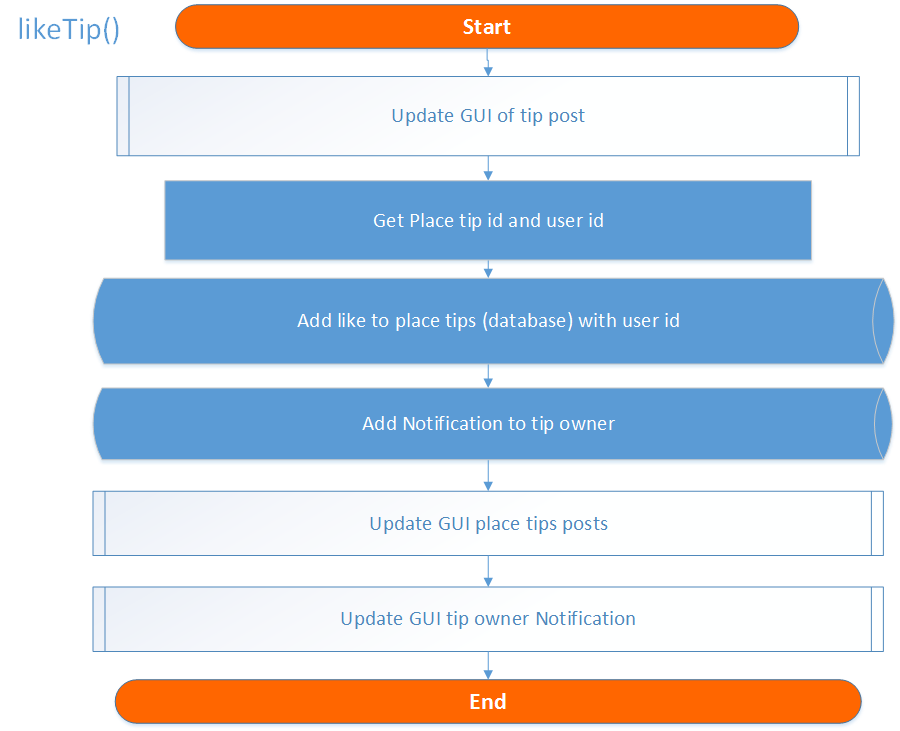 likeTip()
Start
Update GUI of tip post
Get Place tip id and user id
Add like to place tips (database) with user id
Add Notification to tip owner
Update GUI place tips posts
Update GUI tip owner Notification
End